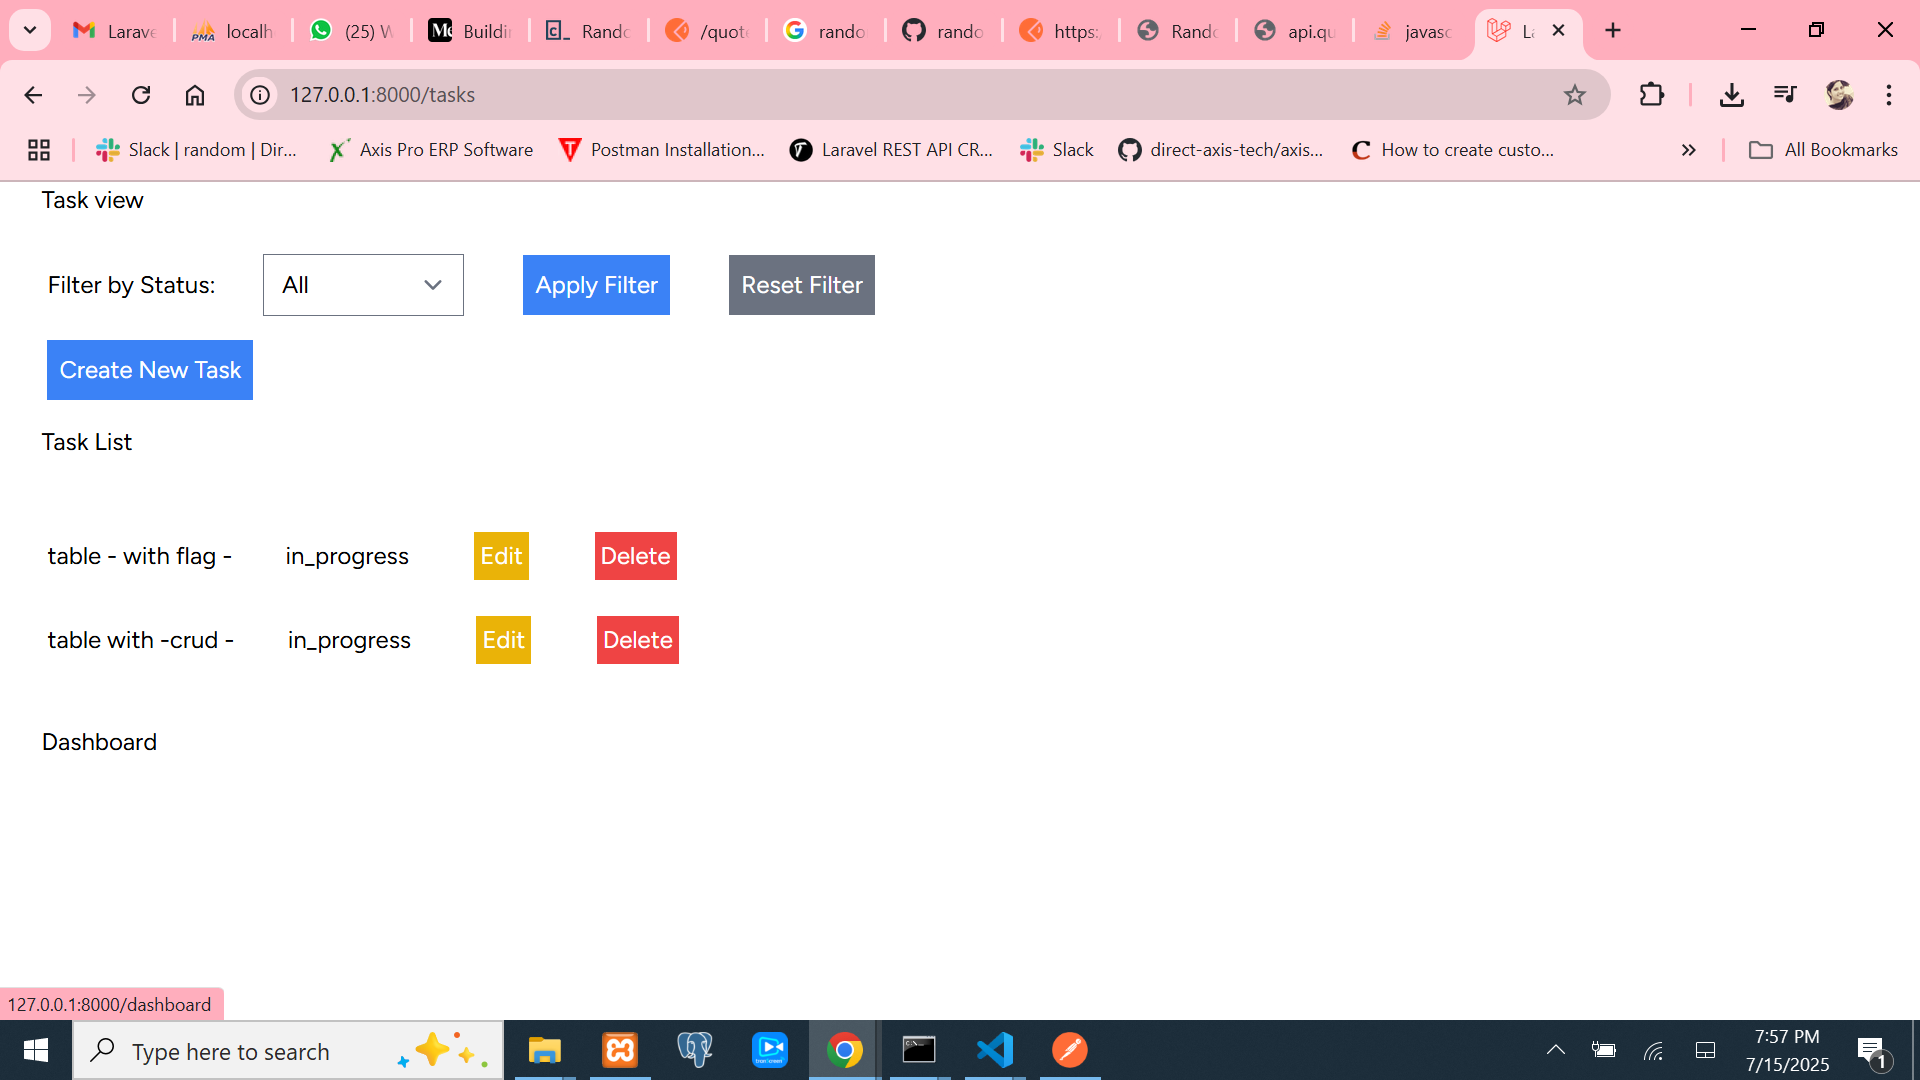 Larave
localh
(25) W
Buildi
Rando
/quote
rando
rando
https:
Rando
api.qu
javasc
La
127.0.0.1:8000/tasks
Slack | random | Dir...
Axis Pro ERP Software
Postman Installation...
Laravel REST API CR...
Slack
direct-axis-tech/axis...
How to create custo...
All Bookmarks
Task view
Filter by Status:
All
Apply Filter
Reset Filter
Create New Task
Task List
table - with flag - in_progress Edit Delete
table with -crud - in_progress Edit Delete
Dashboard
127.0.0.1:8000/dashboard
Type here to search
7:57 PM
7/15/2025
1